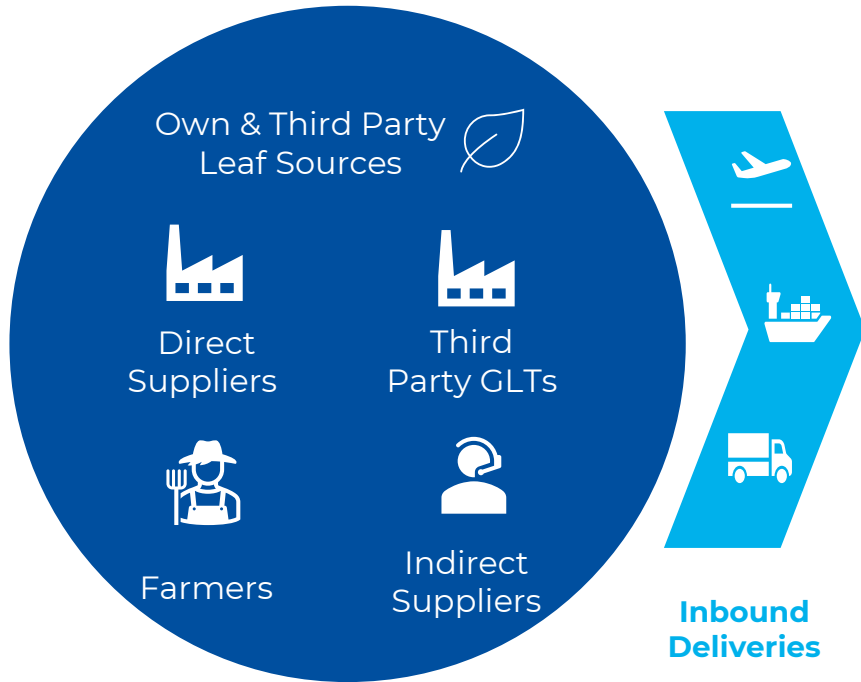 Own & Third Party
Leaf Sources
Direct
Suppliers
Third
Party GLTs
Farmers
Indirect
Suppliers
Inbound
Deliveries